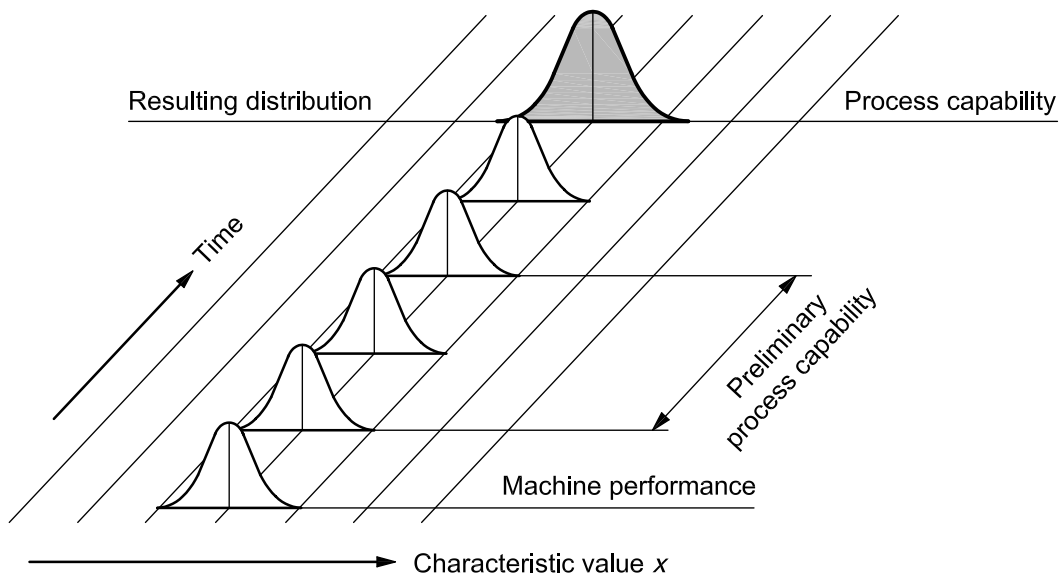 Resulting distribution
Process capability
Time
Preliminary
process capability
Machine performance
Characteristic value x